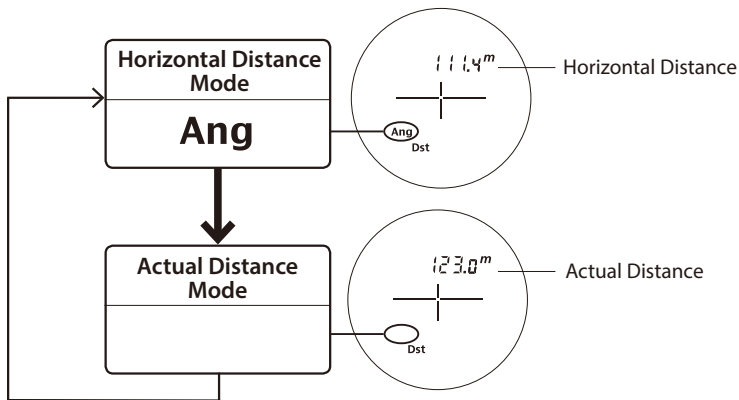 Horizontal Distance
Mode
Ang
111.4m
Horizontal Distance
Ang
Dst
Actual Distance
Mode
123.0m
Actual Distance
Dst